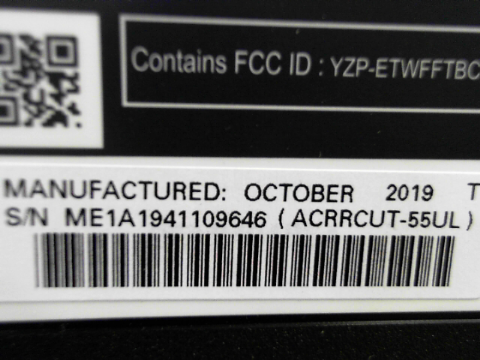 Contains FCC ID : YZP-ETWFFTBC
MANUFACTURED: OCTOBER 2019 T
S/N ME1A1941109646 ( ACRRCUT-55UL )